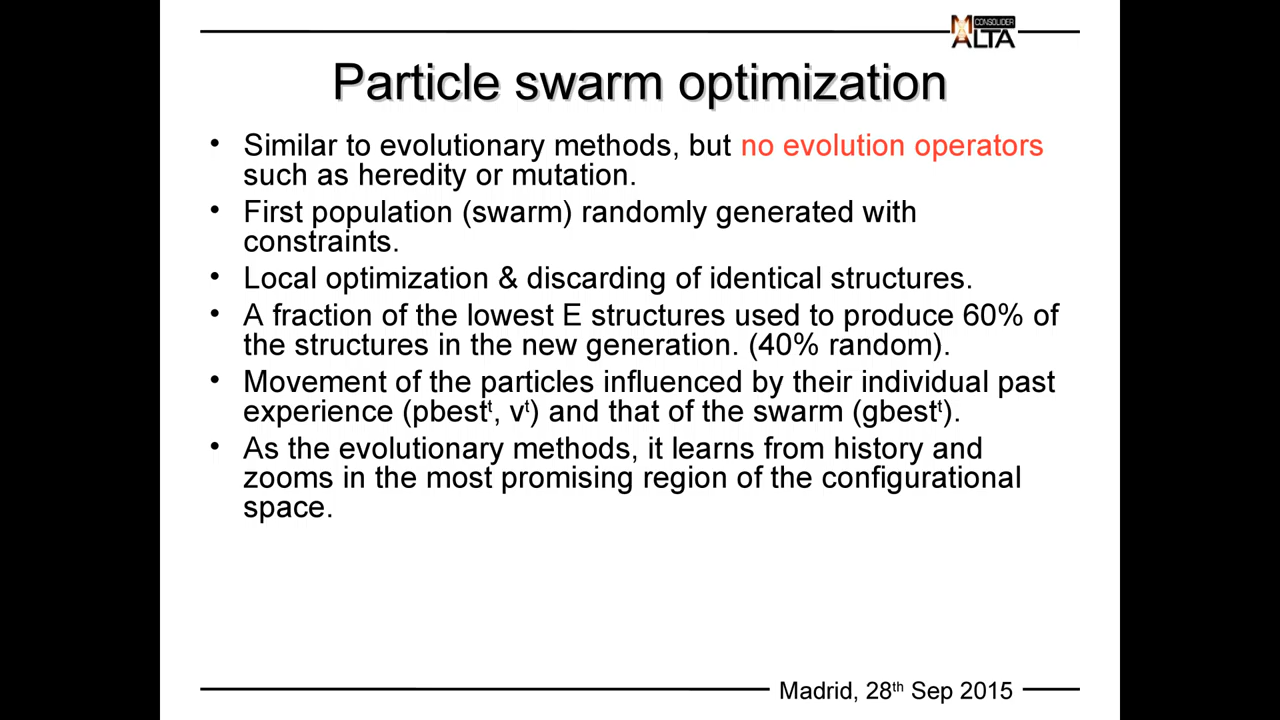 CONSOLIDER
MALTA
Particle swarm optimization
• Similar to evolutionary methods, but no evolution operators
such as heredity or mutation.
• First population (swarm) randomly generated with
constraints.
• Local optimization & discarding of identical structures.
• A fraction of the lowest E structures used to produce 60% of
the structures in the new generation. (40% random).
• Movement of the particles influenced by their individual past
experience (pbestᵗ, vᵗ) and that of the swarm (gbestᵗ).
• As the evolutionary methods, it learns from history and
zooms in the most promising region of the configurational
space.
Madrid, 28ᵗʰ Sep 2015